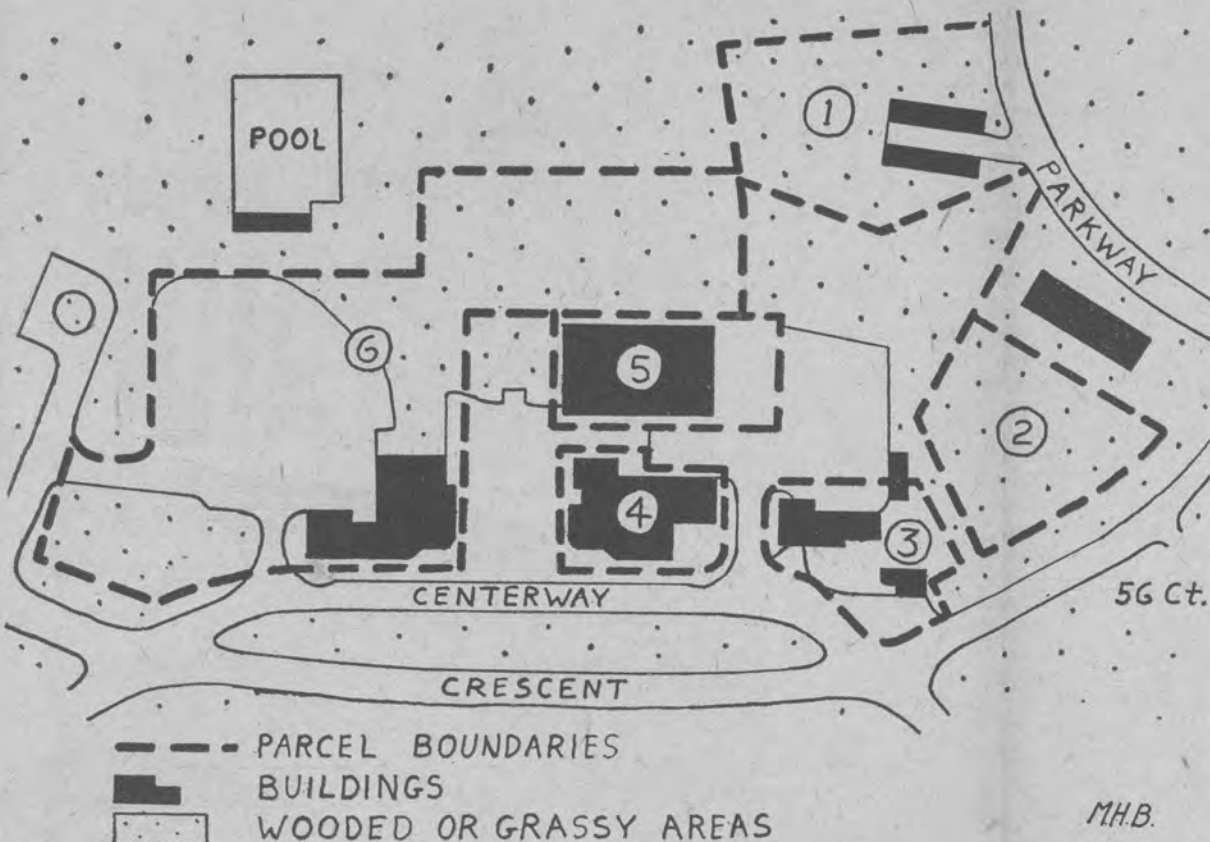 1
POOL
PARKWAY
6
5
2
4
3
56 Ct.
CENTERWAY
CRESCENT
PARCEL BOUNDARIES
BUILDINGS
WOODED OR GRASSY AREAS
M.H.B.